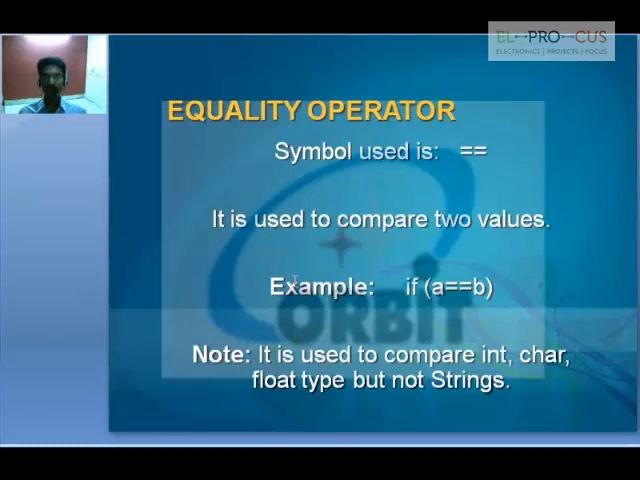 EL PRO CUS
ELECTRONICS | PROJECTS | FOCUS
EQUALITY OPERATOR
Symbol used is: ==
It is used to compare two values.
Example: if (a==b)
ORBIT
Note: It is used to compare int, char,
float type but not Strings.